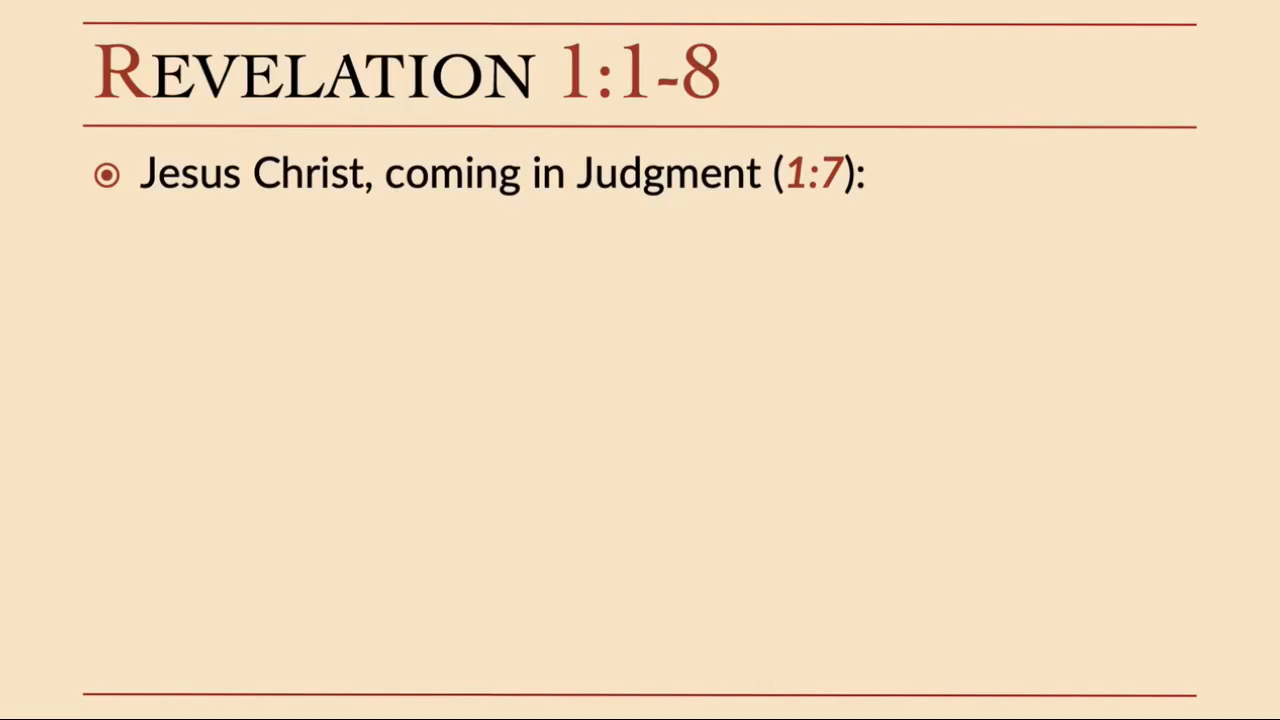 REVELATION 1:1-8
Jesus Christ, coming in Judgment (1:7):